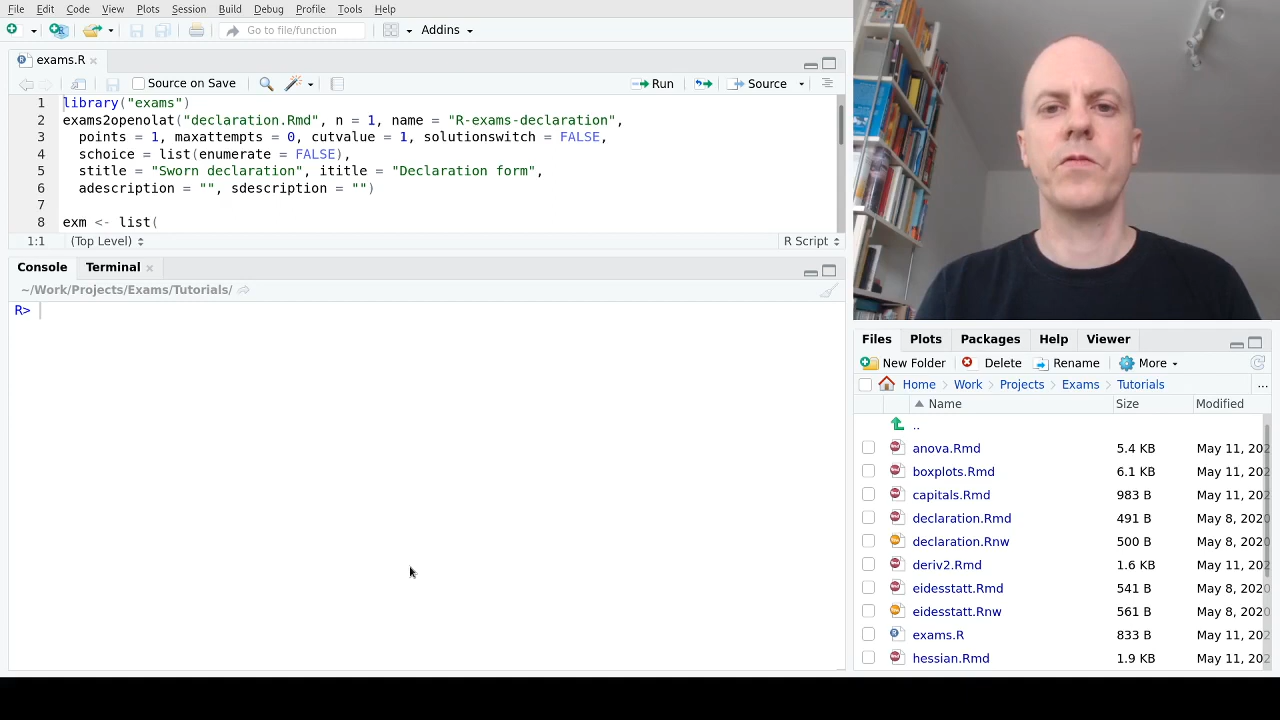 File Edit Code View Plots Session Build Debug Profile Tools Help
Go to file/function Addins
exams.R
Source on Save Run Source
1 library("exams")
2 exams2openolat("declaration.Rmd", n = 1, name = "R-exams-declaration",
3 points = 1, maxattempts = 0, cutvalue = 1, solutionswitch = FALSE,
4 schoice = list(enumerate = FALSE),
5 stitle = "Sworn declaration", ititle = "Declaration form",
6 adescription = "", sdescription = "")
7
8 exm <- list(
1:1 (Top Level) R Script
Console Terminal
~/Work/Projects/Exams/Tutorials/
R>
Files Plots Packages Help Viewer
New Folder Delete Rename More
Home Work Projects Exams Tutorials ...
Name Size Modified
..
anova.Rmd 5.4 KB May 11, 202
boxplots.Rmd 6.1 KB May 11, 202
capitals.Rmd 983 B May 11, 202
declaration.Rmd 491 B May 8, 2020
declaration.Rnw 500 B May 8, 2020
deriv2.Rmd 1.6 KB May 11, 202
eidesstatt.Rmd 541 B May 8, 2020
eidesstatt.Rnw 561 B May 8, 2020
exams.R 833 B May 11, 202
hessian.Rmd 1.9 KB May 11, 202